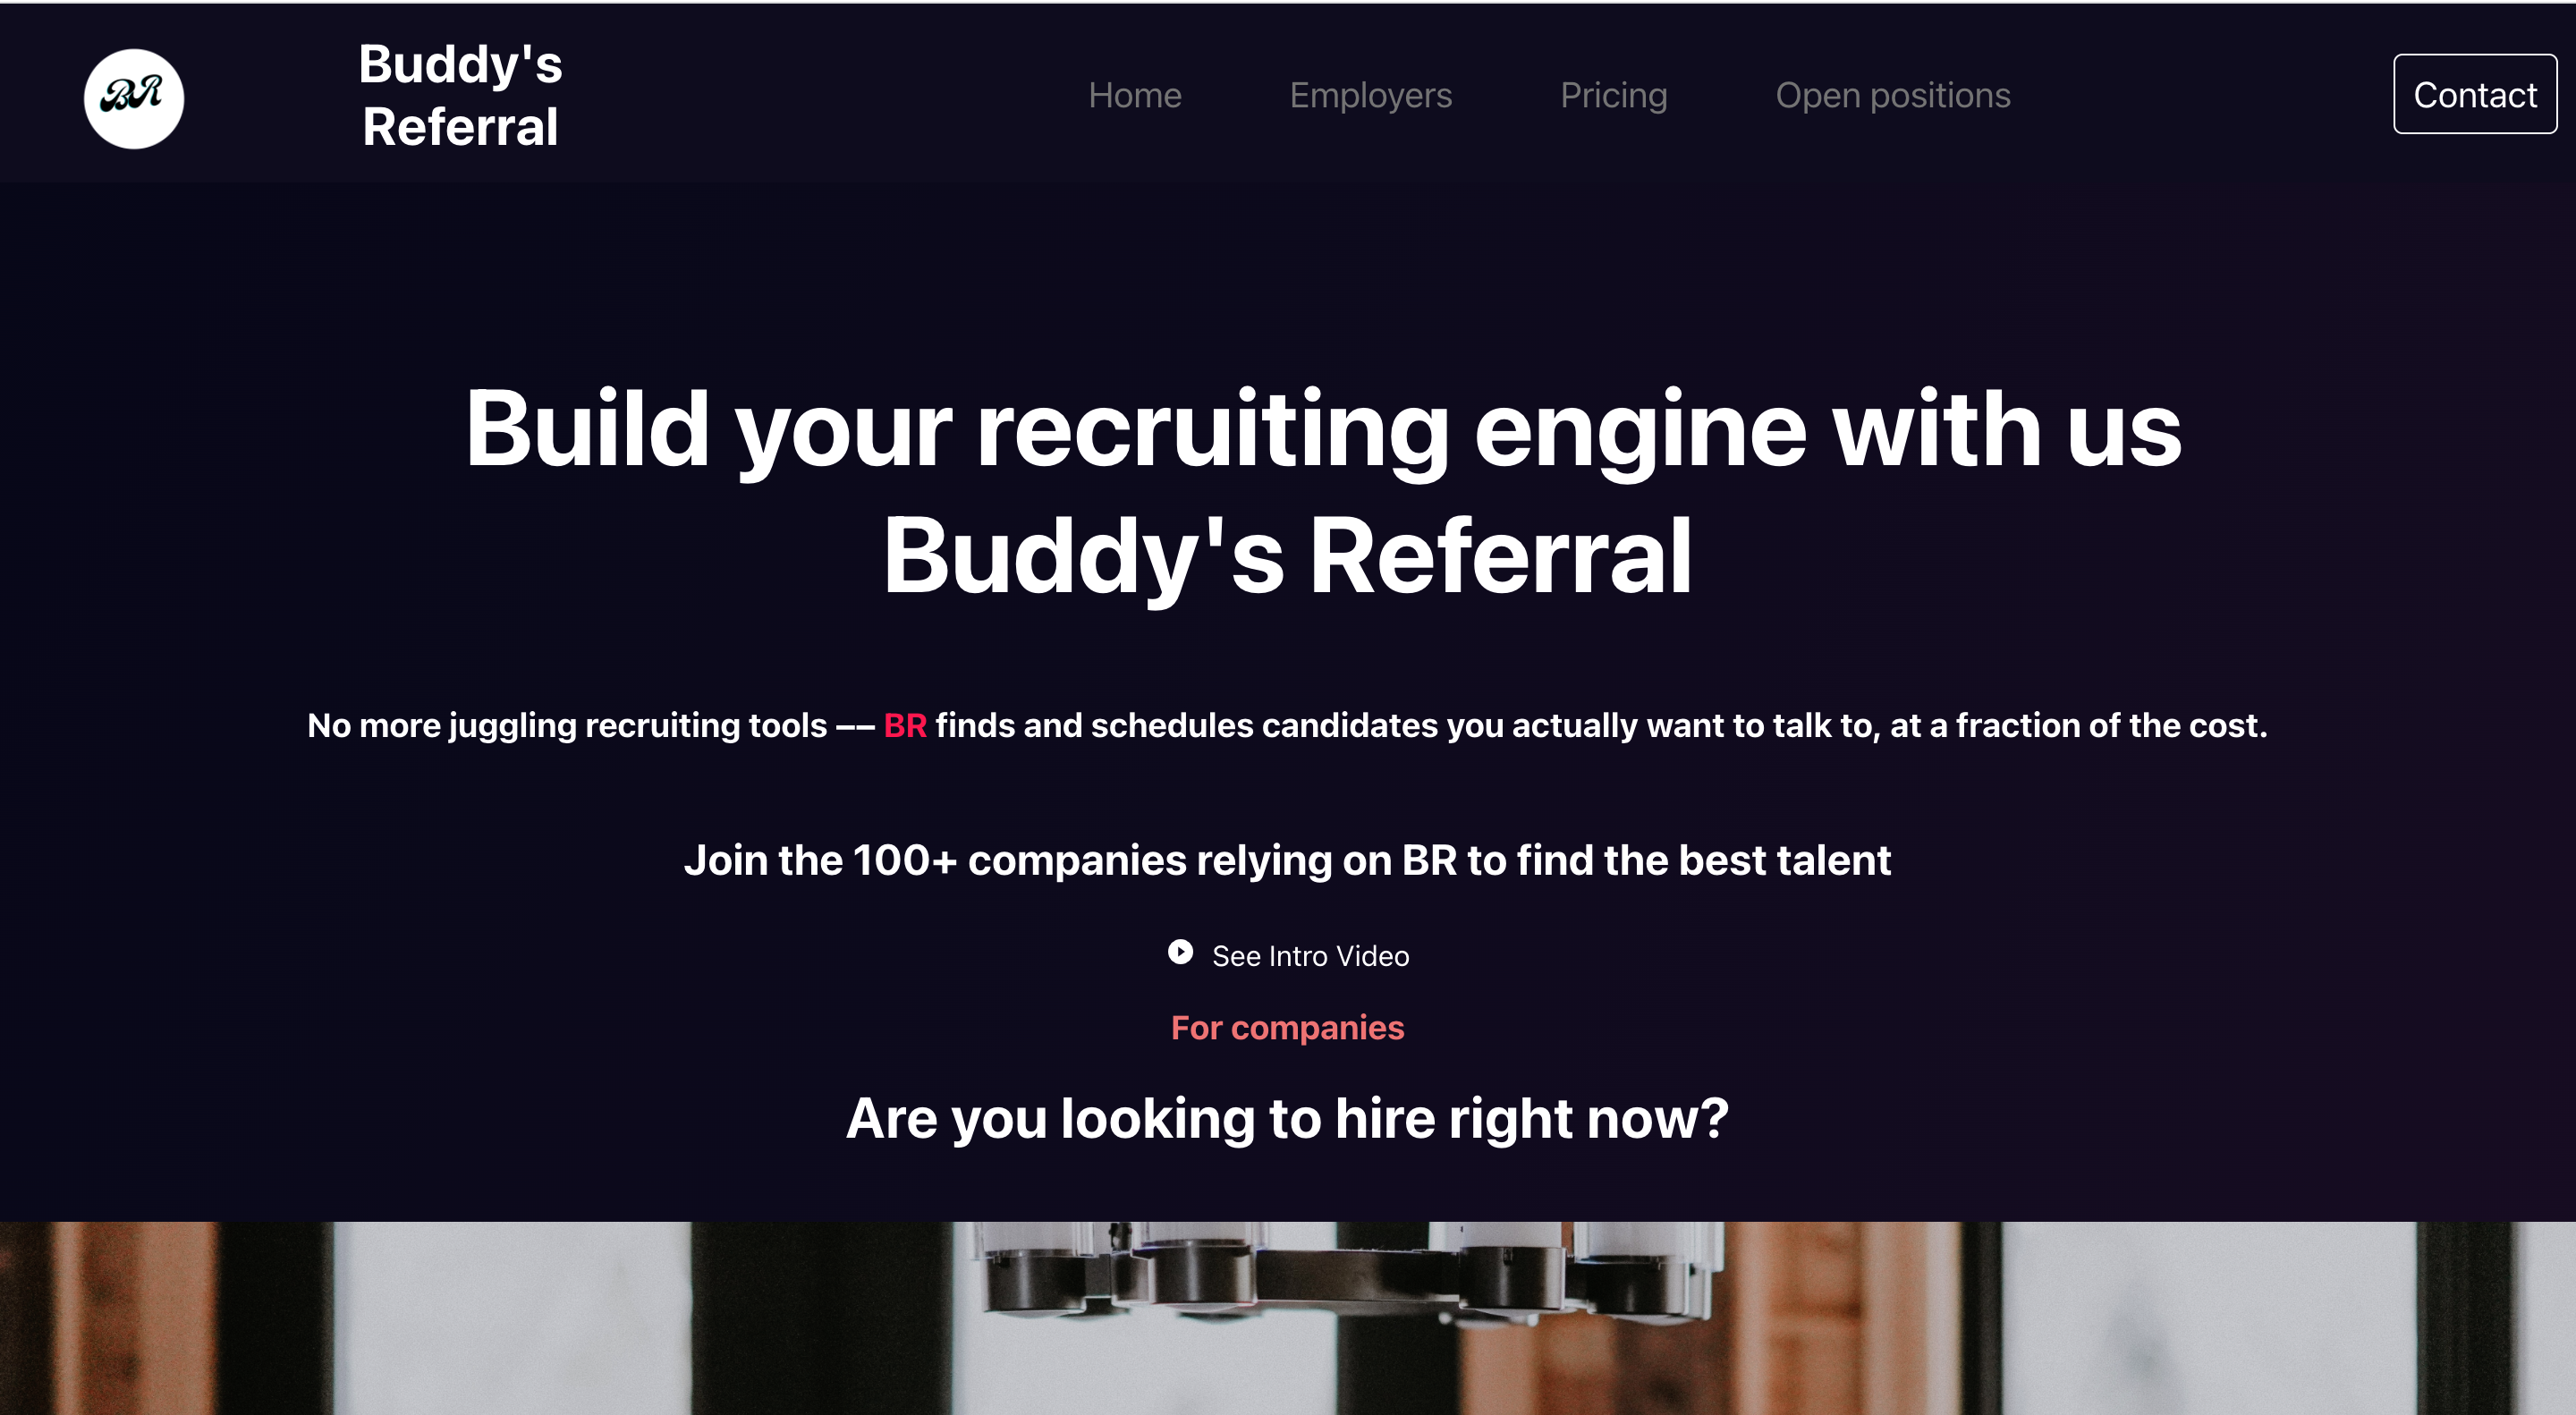 BR
Buddy's
Referral
Home
Employers
Pricing
Open positions
Contact
Build your recruiting engine with us
Buddy's Referral
No more juggling recruiting tools –– BR finds and schedules candidates you actually want to talk to, at a fraction of the cost.
Join the 100+ companies relying on BR to find the best talent
See Intro Video
For companies
Are you looking to hire right now?